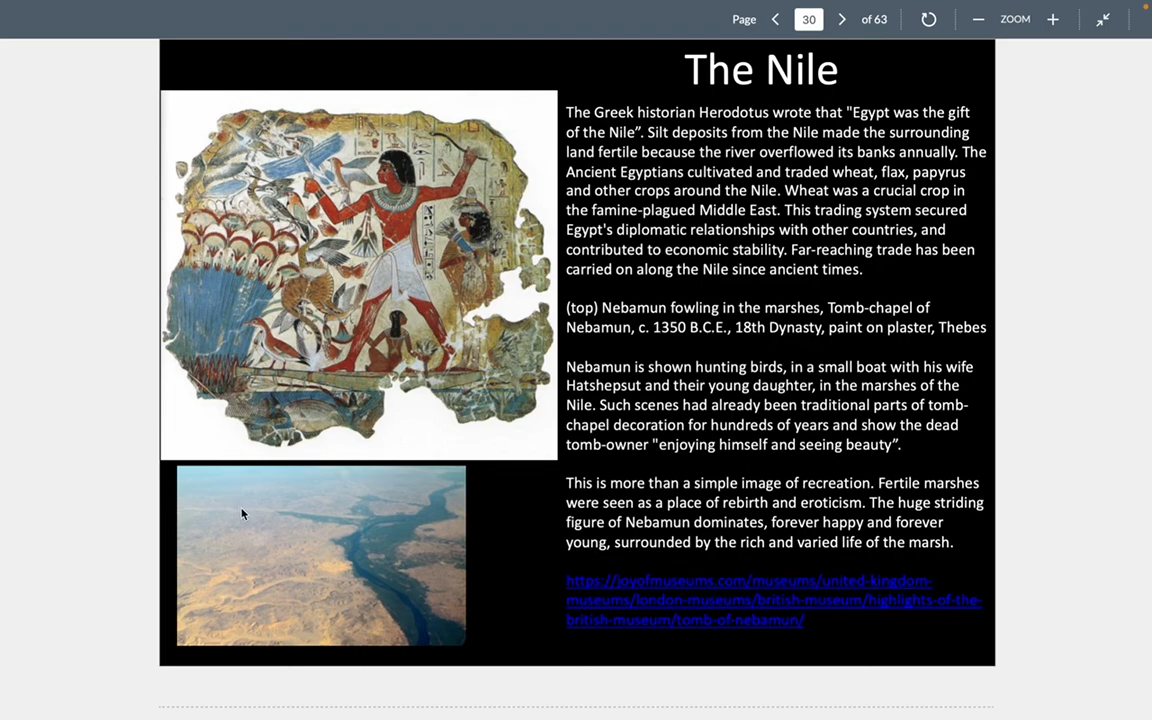 Page
30
of 63
ZOOM
The Nile
The Greek historian Herodotus wrote that "Egypt was the gift
of the Nile”. Silt deposits from the Nile made the surrounding
land fertile because the river overflowed its banks annually. The
Ancient Egyptians cultivated and traded wheat, flax, papyrus
and other crops around the Nile. Wheat was a crucial crop in
the famine-plagued Middle East. This trading system secured
Egypt's diplomatic relationships with other countries, and
contributed to economic stability. Far-reaching trade has been
carried on along the Nile since ancient times.
(top) Nebamun fowling in the marshes, Tomb-chapel of
Nebamun, c. 1350 B.C.E., 18th Dynasty, paint on plaster, Thebes
Nebamun is shown hunting birds, in a small boat with his wife
Hatshepsut and their young daughter, in the marshes of the
Nile. Such scenes had already been traditional parts of tomb-
chapel decoration for hundreds of years and show the dead
tomb-owner "enjoying himself and seeing beauty”.
This is more than a simple image of recreation. Fertile marshes
were seen as a place of rebirth and eroticism. The huge striding
figure of Nebamun dominates, forever happy and forever
young, surrounded by the rich and varied life of the marsh.
https://joyofmuseums.com/museums/united-kingdom-
museums/london-museums/british-museum/highlights-of-the-
british-museum/tomb-of-nebamun/